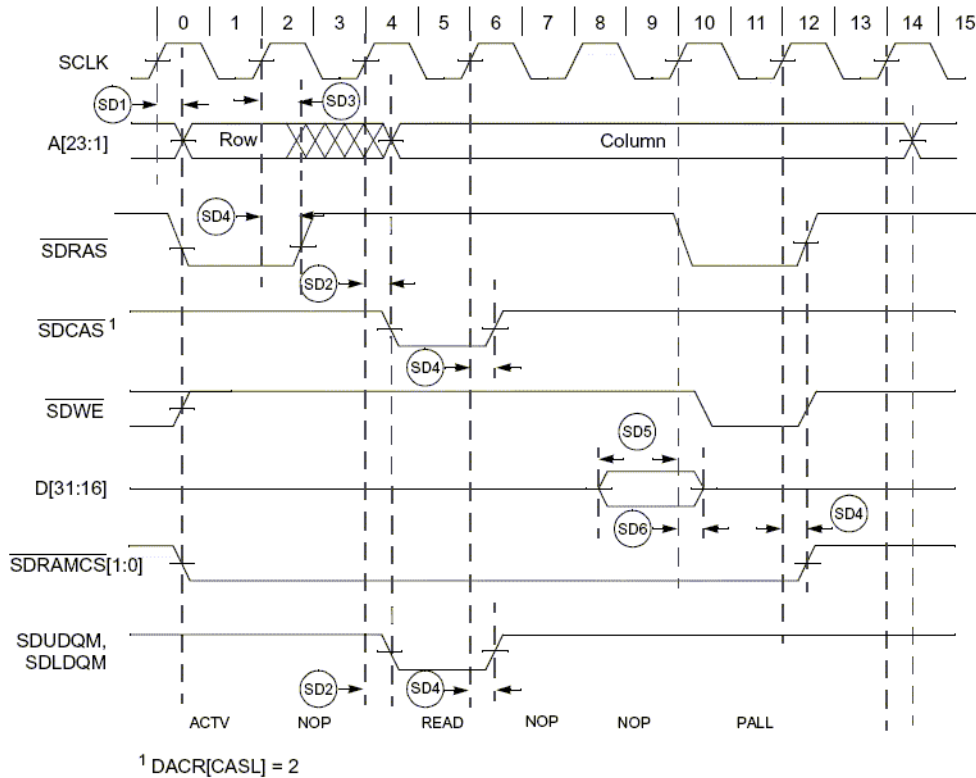 0 1 2 3 4 5 6 7 8 9 10 11 12 13 14 15
SCLK
SD1
SD3
A[23:1]
Row
Column
SD4
SDRAS
SD2
SDCAS 1
SD4
SDWE
SD5
D[31:16]
SD6
SD4
SDRAMCS[1:0]
SDUDQM,
SDLDQM
SD2
SD4
ACTV NOP READ NOP NOP PALL
1 DACR[CASL] = 2